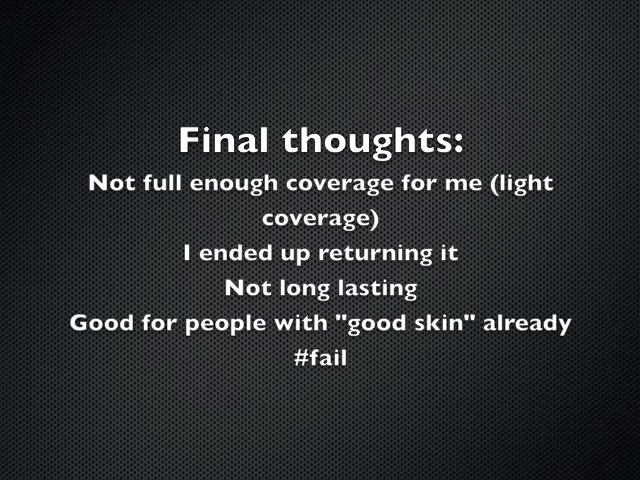 Final thoughts:
Not full enough coverage for me (light
coverage)
I ended up returning it
Not long lasting
Good for people with "good skin" already
#fail